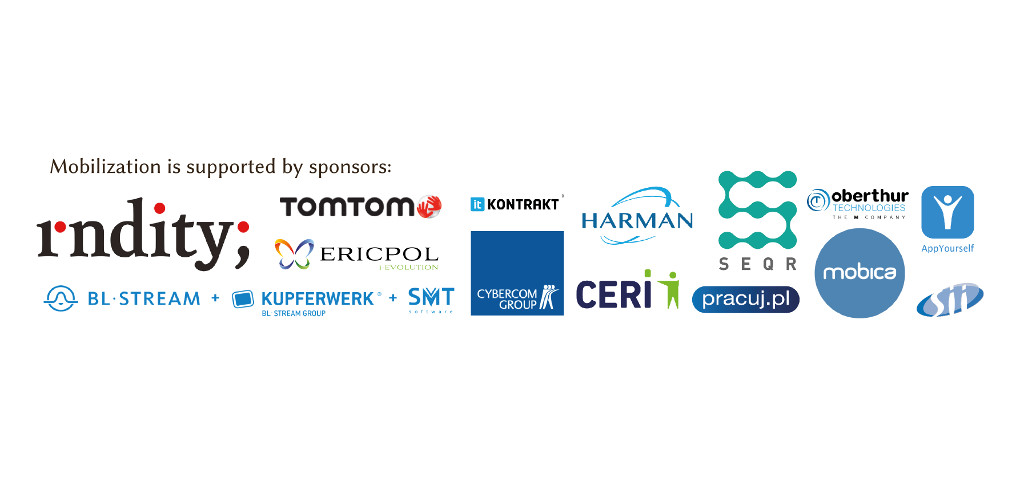 Mobilization is supported by sponsors:
rndity;
TOMTOM
it KONTRAKT
HARMAN
SEQR
oberthur
TECHNOLOGIES
THE M COMPANY
AppYourself
ERICPOL
EVOLUTION
CYBERCOM
GROUP
CERI
pracuj.pl
mobica
sii
BL·STREAM + KUPFERWERK® + SMT
BL·STREAM GROUP
software